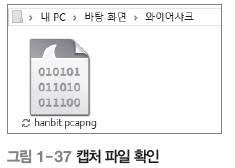 > 내 PC > 바탕 화면 > 와이어샤크
010101
011010
011100
hanbit.pcapng
그림 1-37 캡처 파일 확인